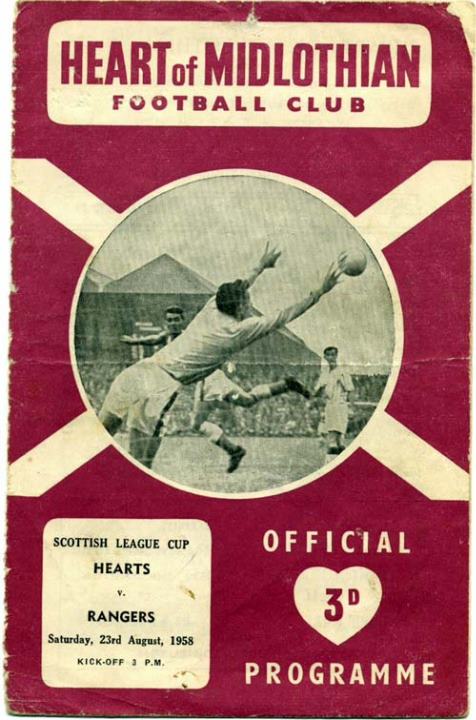 HEART of MIDLOTHIAN
FOOTBALL CLUB
SCOTTISH LEAGUE CUP
HEARTS
v.
RANGERS
Saturday, 23rd August, 1958
KICK-OFF 3 P.M.
OFFICIAL
3D
PROGRAMME